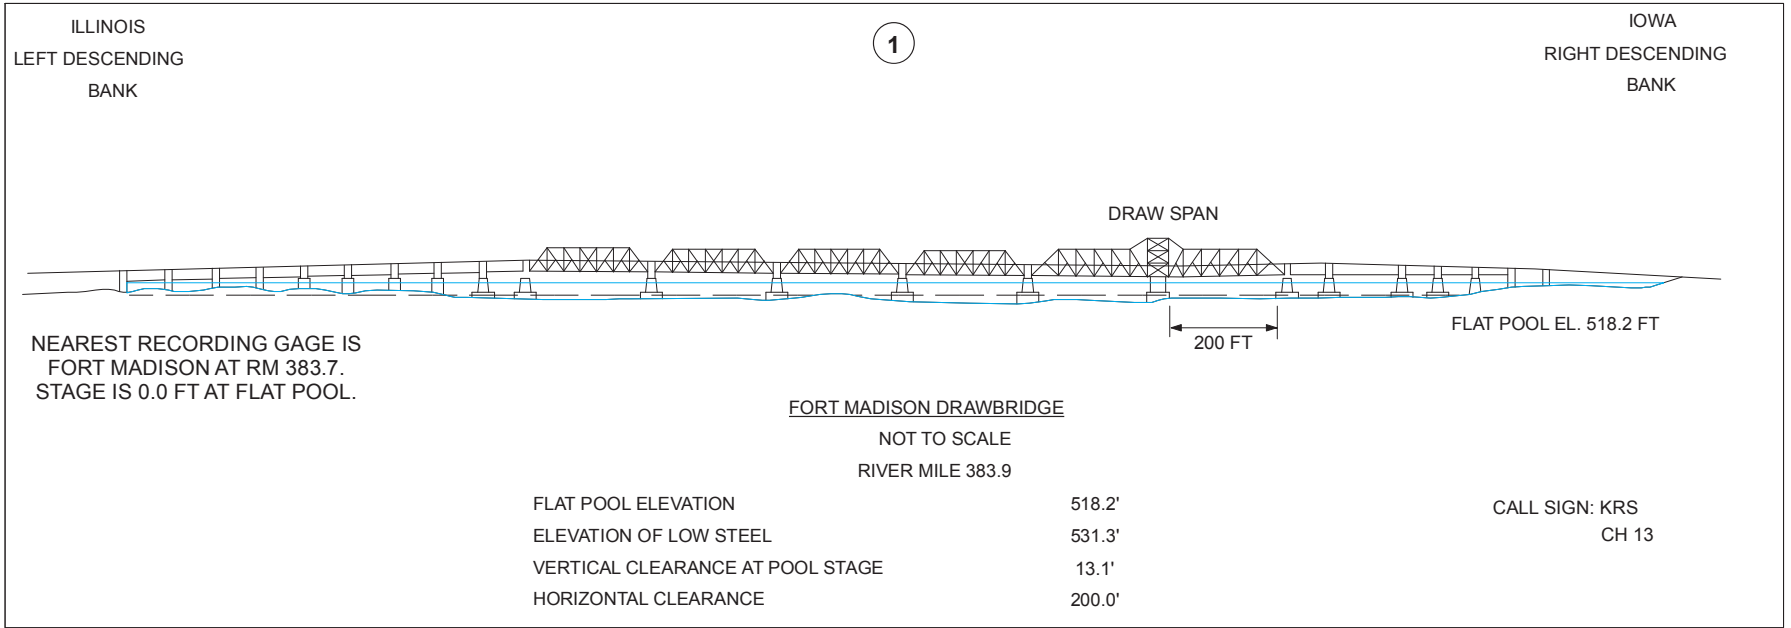 ILLINOIS
LEFT DESCENDING
BANK
1
IOWA
RIGHT DESCENDING
BANK
DRAW SPAN
200 FT
FLAT POOL EL. 518.2 FT
NEAREST RECORDING GAGE IS
FORT MADISON AT RM 383.7.
STAGE IS 0.0 FT AT FLAT POOL.
FORT MADISON DRAWBRIDGE
NOT TO SCALE
RIVER MILE 383.9
FLAT POOL ELEVATION 518.2'
ELEVATION OF LOW STEEL 531.3'
VERTICAL CLEARANCE AT POOL STAGE 13.1'
HORIZONTAL CLEARANCE 200.0'
CALL SIGN: KRS
CH 13